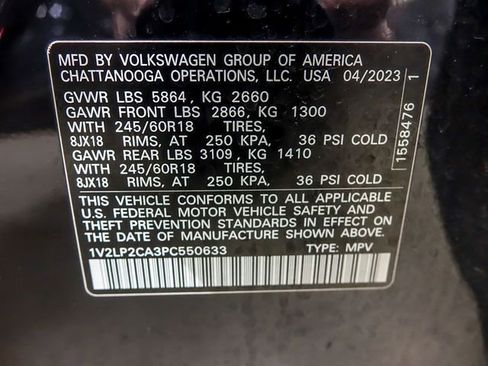 MFD BY VOLKSWAGEN GROUP OF AMERICA
CHATTANOOGA OPERATIONS, LLC. USA 04/2023
GVWR LBS 5864 , KG 2660
GAWR FRONT LBS 2866 , KG 1300
WITH 245/60R18 TIRES,
8JX18 RIMS, AT 250 KPA, 36 PSI COLD
GAWR REAR LBS 3109 , KG 1410
WITH 245/60R18 TIRES,
8JX18 RIMS, AT 250 KPA, 36 PSI COLD
THIS VEHICLE CONFORMS TO ALL APPLICABLE
U.S. FEDERAL MOTOR VEHICLE SAFETY AND
THEFT PREVENTION STANDARDS IN EFFECT ON THE
DATE OF MANUFACTURE SHOWN ABOVE.
1V2LP2CA3PC550633 TYPE: MPV
1558476 1